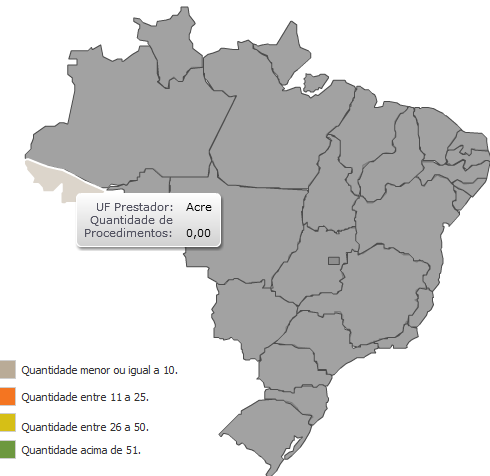 UF Prestador: Acre
Quantidade de
Procedimentos: 0,00
Quantidade menor ou igual a 10.
Quantidade entre 11 a 25.
Quantidade entre 26 a 50.
Quantidade acima de 51.